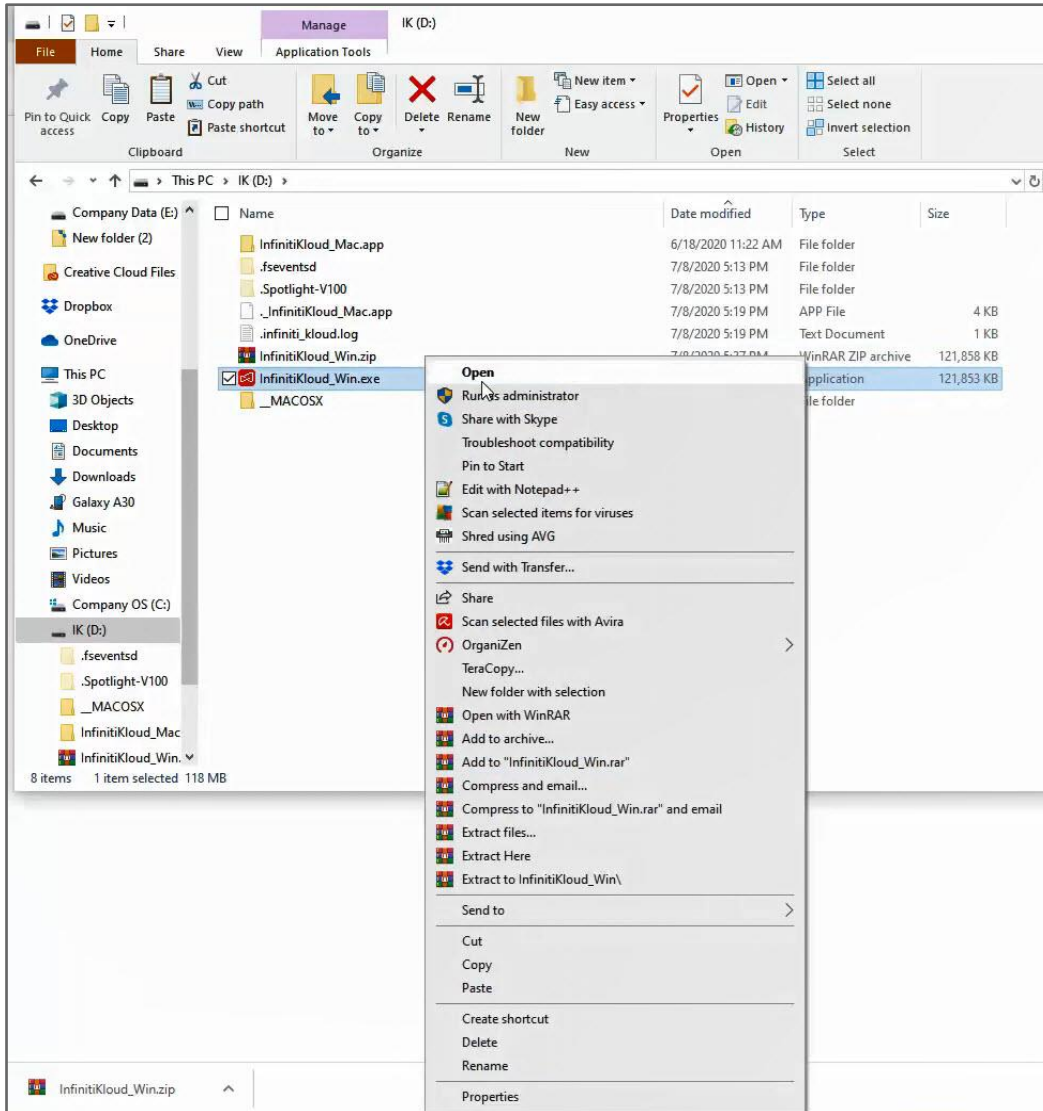 Manage
IK (D:)
File
Home
Share
View
Application Tools
Pin to Quick access
Copy
Paste
Cut
Copy path
Paste shortcut
Clipboard
Move to
Copy to
Delete
Rename
Organize
New folder
New item
Easy access
New
Properties
Open
Edit
History
Open
Select all
Select none
Invert selection
Select
This PC
IK (D:)
Company Data (E:)
New folder (2)
Creative Cloud Files
Dropbox
OneDrive
This PC
3D Objects
Desktop
Documents
Downloads
Galaxy A30
Music
Pictures
Videos
Company OS (C:)
IK (D:)
.fseventsd
.Spotlight-V100
__MACOSX
InfinitiKloud_Mac
InfinitiKloud_Win.
Name Date modified Type Size
InfinitiKloud_Mac.app 6/18/2020 11:22 AM File folder
.fseventsd 7/8/2020 5:13 PM File folder
.Spotlight-V100 7/8/2020 5:13 PM File folder
._InfinitiKloud_Mac.app 7/8/2020 5:19 PM APP File 4 KB
.infiniti_kloud.log 7/8/2020 5:19 PM Text Document 1 KB
InfinitiKloud_Win.zip WinRAR ZIP archive 121,858 KB
InfinitiKloud_Win.exe pplication 121,853 KB
__MACOSX ile folder
Open
Run as administrator
Share with Skype
Troubleshoot compatibility
Pin to Start
Edit with Notepad++
Scan selected items for viruses
Shred using AVG
Send with Transfer...
Share
Scan selected files with Avira
OrganiZen
TeraCopy...
New folder with selection
Open with WinRAR
Add to archive...
Add to "InfinitiKloud_Win.rar"
Compress and email...
Compress to "InfinitiKloud_Win.rar" and email
Extract files...
Extract Here
Extract to InfinitiKloud_Win\
Send to
Cut
Copy
Paste
Create shortcut
Delete
Rename
Properties
8 items 1 item selected 118 MB
InfinitiKloud_Win.zip